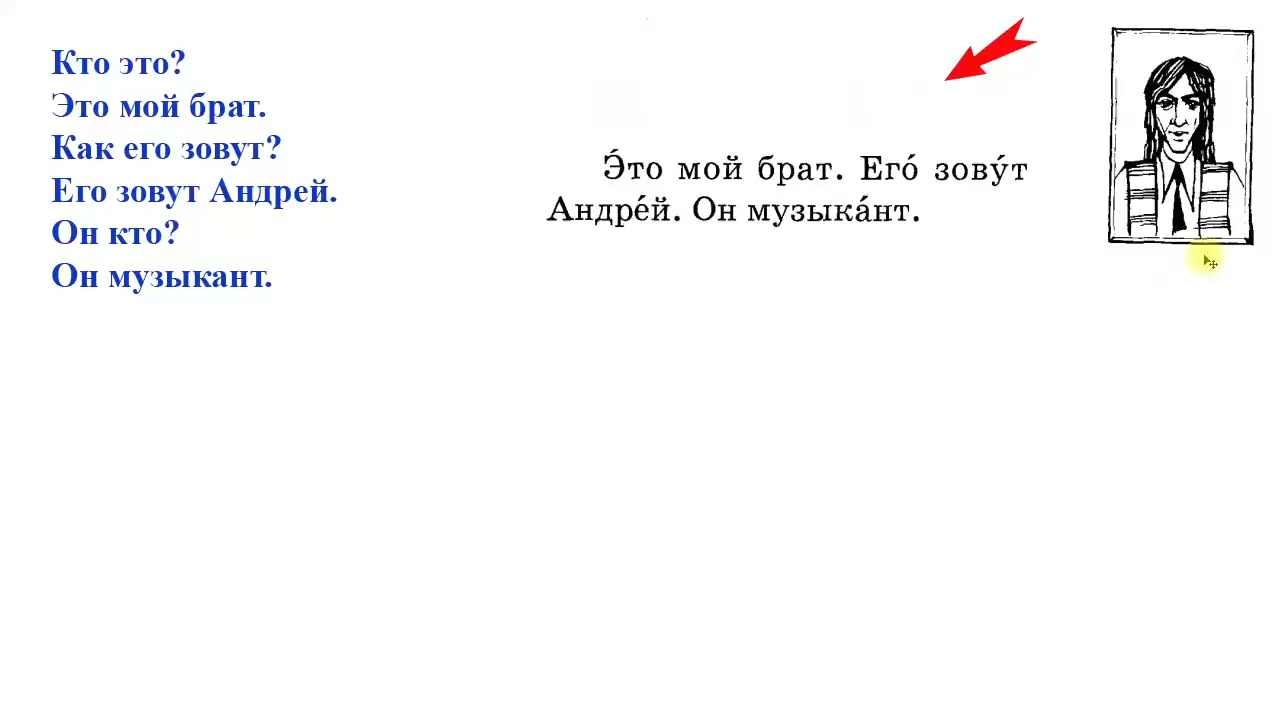 Кто это?
Это мой брат.
Как его зовут?
Его зовут Андрей.
Он кто?
Он музыкант.
Э́то мой брат. Его́ зову́т
Андре́й. Он музыка́нт.